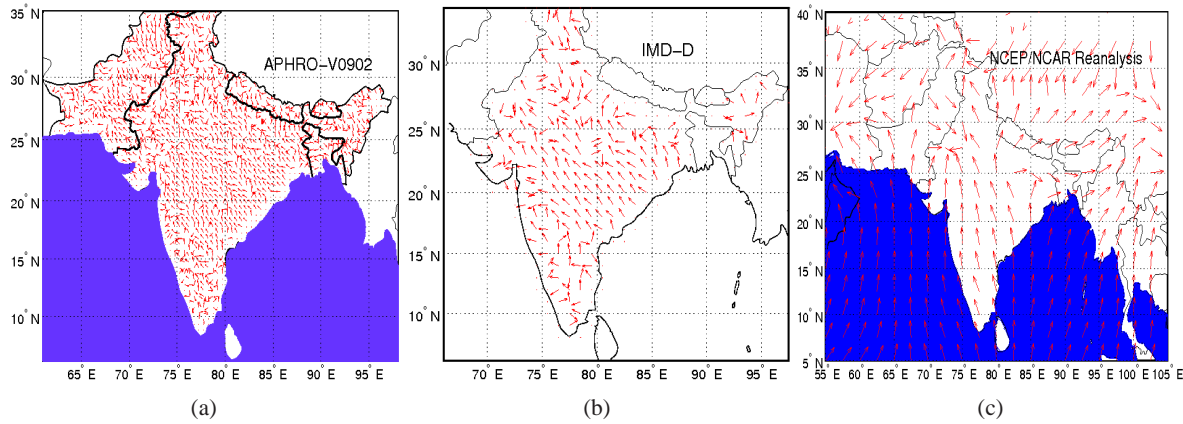 35° N
30° N
25° N
20° N
15° N
10° N
65° E 70° E 75° E 80° E 85° E 90° E 95° E
APHRO-V0902
(a)
30° N
25° N
20° N
15° N
10° N
70° E 75° E 80° E 85° E 90° E 95° E
IMD-D
(b)
40° N
35° N
30° N
25° N
20° N
15° N
10° N
5° N
55° E 60° E 65° E 70° E 75° E 80° E 85° E 90° E 95° E 100° E 105° E
NCEP/NCAR Reanalysis
(c)